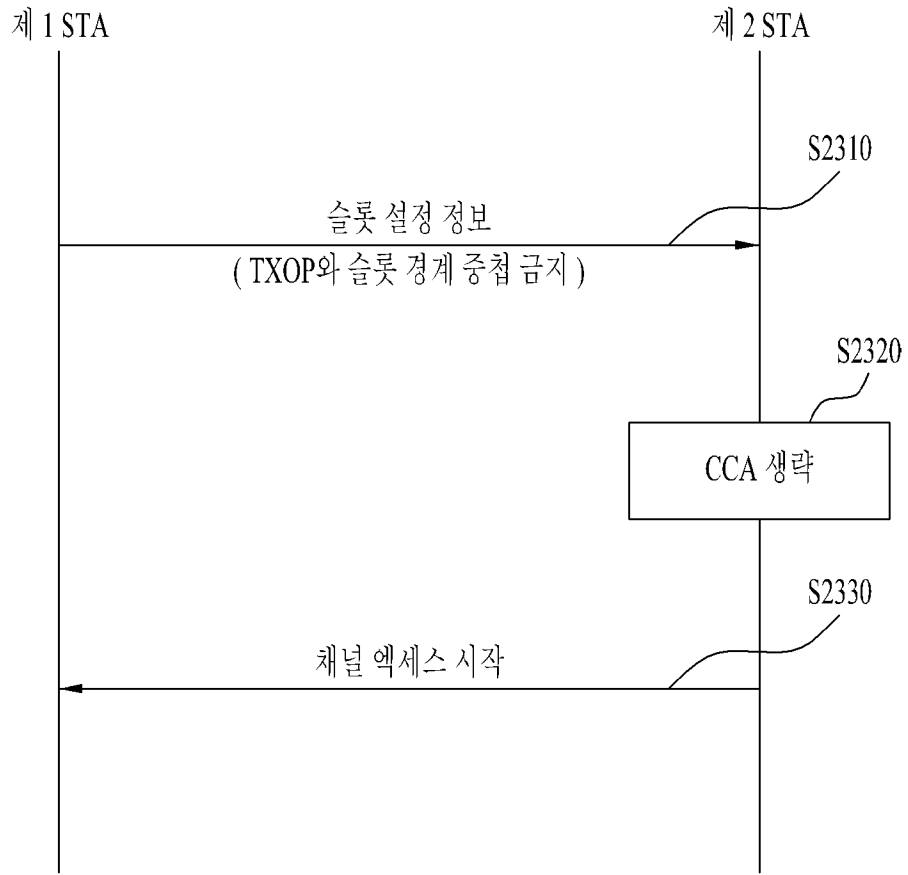 제 1 STA
제 2 STA
S2310
슬롯 설정 정보
( TXOP와 슬롯 경계 중첩 금지 )
S2320
CCA 생략
S2330
채널 엑세스 시작